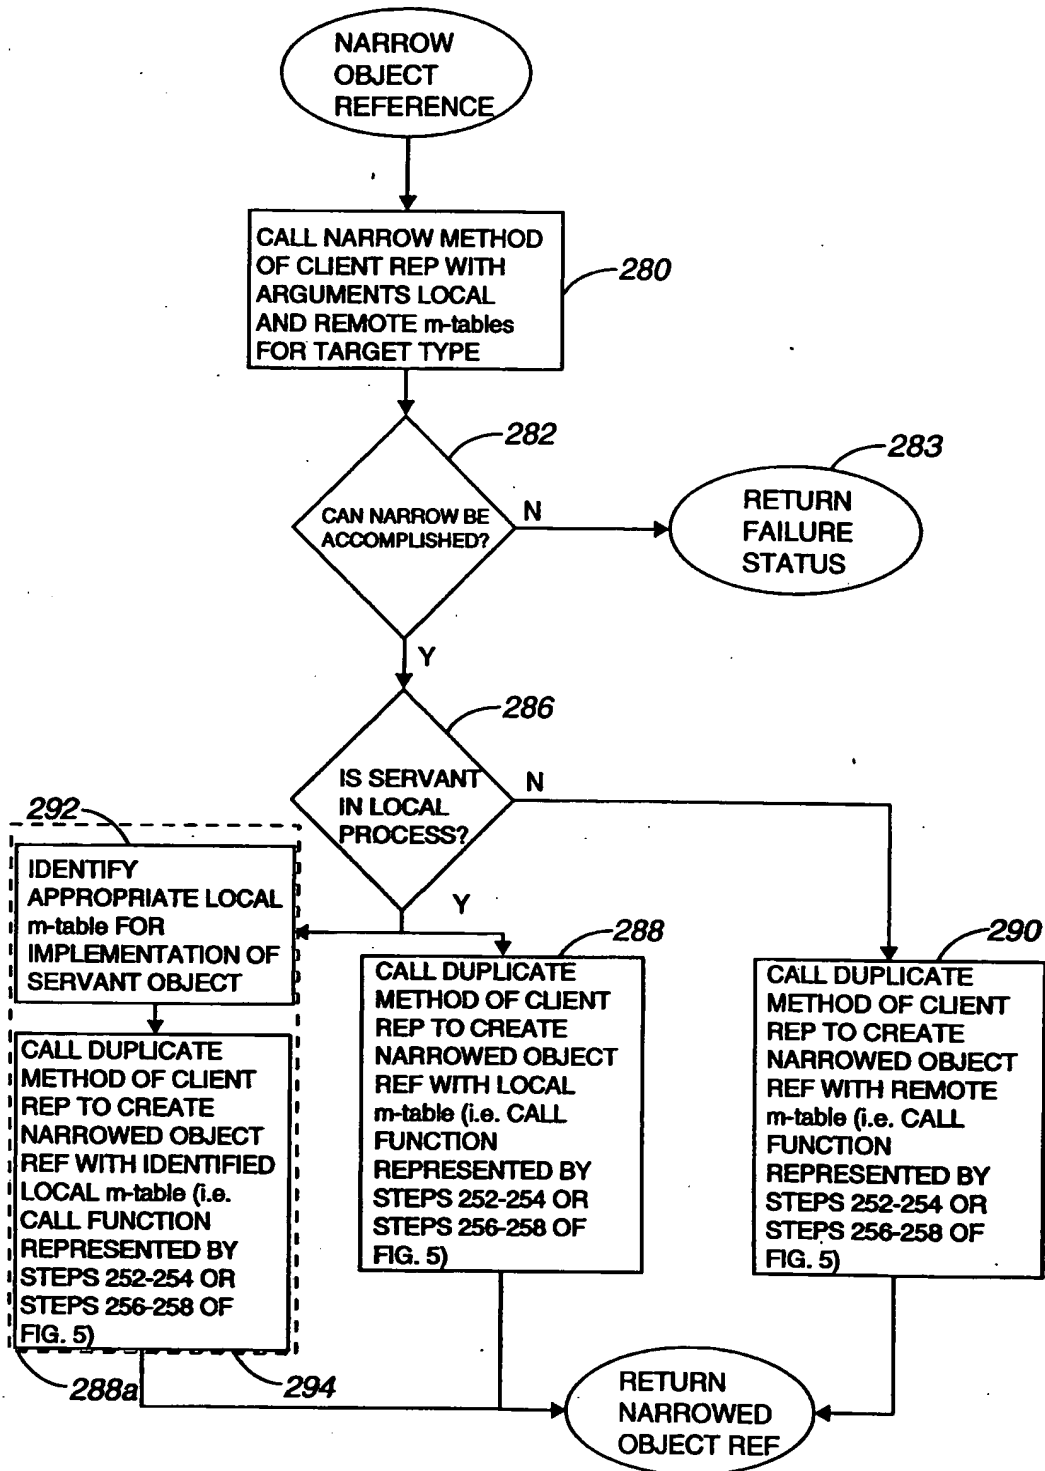 NARROW
OBJECT
REFERENCE
CALL NARROW METHOD
OF CLIENT REP WITH
ARGUMENTS LOCAL
AND REMOTE m-tables
FOR TARGET TYPE
280
282
CAN NARROW BE
ACCOMPLISHED?
N
283
RETURN
FAILURE
STATUS
Y
286
IS SERVANT
IN LOCAL
PROCESS?
N
Y
292
IDENTIFY
APPROPRIATE LOCAL
m-table FOR
IMPLEMENTATION OF
SERVANT OBJECT
CALL DUPLICATE
METHOD OF CLIENT
REP TO CREATE
NARROWED OBJECT
REF WITH IDENTIFIED
LOCAL m-table (i.e.
CALL FUNCTION
REPRESENTED BY
STEPS 252-254 OR
STEPS 256-258 OF
FIG. 5)
288a
294
288
CALL DUPLICATE
METHOD OF CLIENT
REP TO CREATE
NARROWED OBJECT
REF WITH LOCAL
m-table (i.e. CALL
FUNCTION
REPRESENTED BY
STEPS 252-254 OR
STEPS 256-258 OF
FIG. 5)
290
CALL DUPLICATE
METHOD OF CLIENT
REP TO CREATE
NARROWED OBJECT
REF WITH REMOTE
m-table (i.e. CALL
FUNCTION
REPRESENTED BY
STEPS 252-254 OR
STEPS 256-258 OF
FIG. 5)
RETURN
NARROWED
OBJECT REF